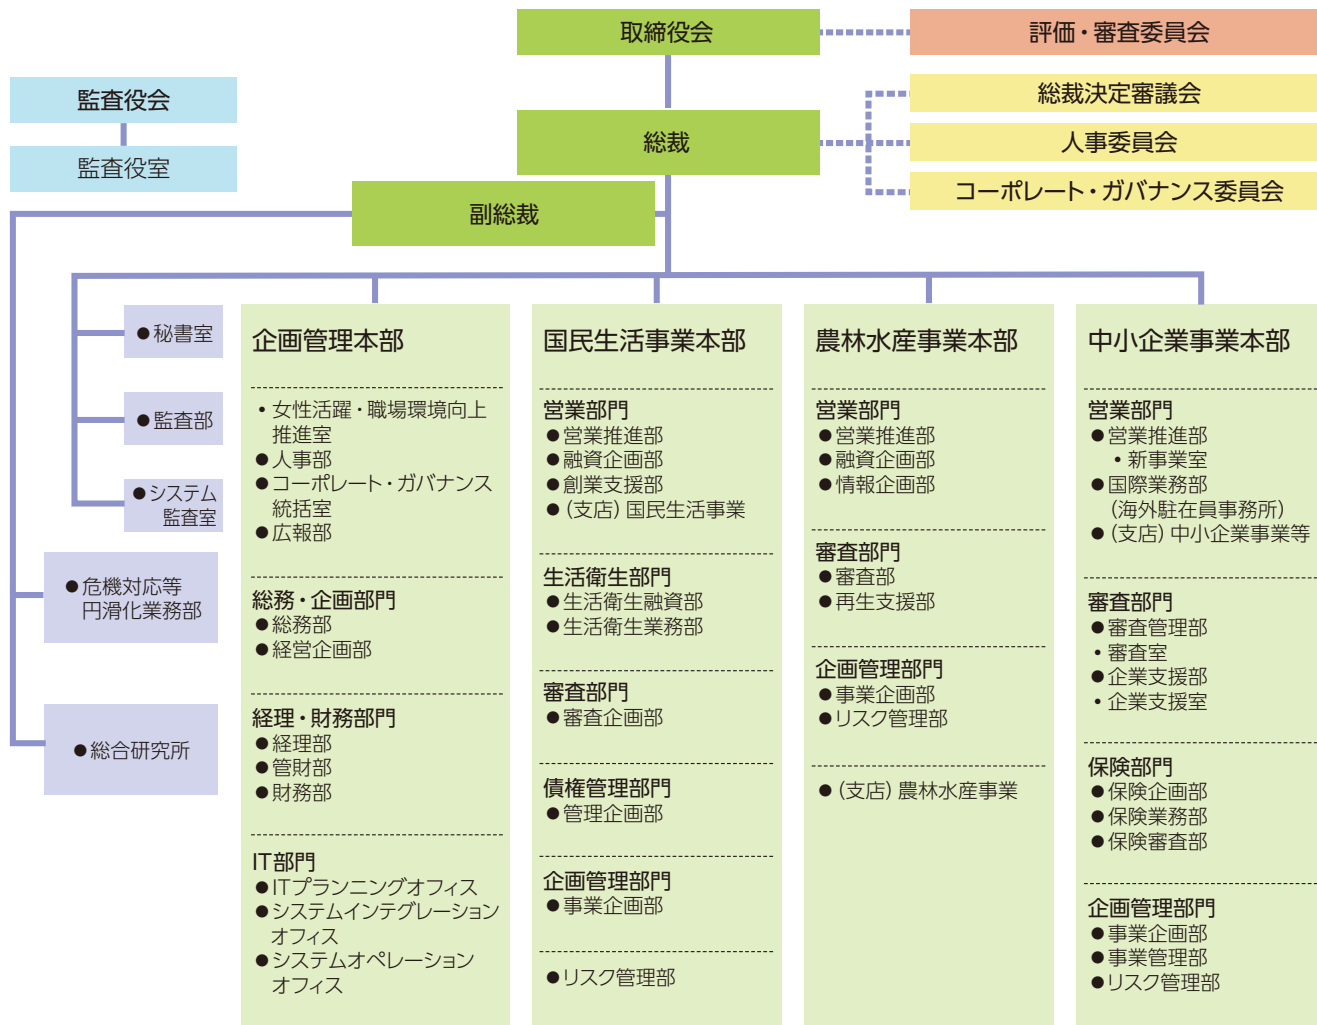 取締役会
評価・審査委員会
監査役会
監査役室
総裁
総裁決定審議会
人事委員会
コーポレート・ガバナンス委員会
副総裁
●秘書室
●監査部
●システム
監査室
●危機対応等
円滑化業務部
●総合研究所
企画管理本部
・女性活躍・職場環境向上
推進室
●人事部
●コーポレート・ガバナンス
統括室
●広報部
総務・企画部門
●総務部
●経営企画部
経理・財務部門
●経理部
●管財部
●財務部
IT部門
●ITプランニングオフィス
●システムインテグレーション
オフィス
●システムオペレーション
オフィス
国民生活事業本部
営業部門
●営業推進部
●融資企画部
●創業支援部
●(支店)国民生活事業
生活衛生部門
●生活衛生融資部
●生活衛生業務部
審査部門
●審査企画部
債権管理部門
●管理企画部
企画管理部門
●事業企画部
●リスク管理部
農林水産事業本部
営業部門
●営業推進部
●融資企画部
●情報企画部
審査部門
●審査部
●再生支援部
企画管理部門
●事業企画部
●リスク管理部
●(支店)農林水産事業
中小企業事業本部
営業部門
●営業推進部
・新事業室
●国際業務部
(海外駐在員事務所)
●(支店)中小企業事業等
審査部門
●審査管理部
・審査室
●企業支援部
・企業支援室
保険部門
●保険企画部
●保険業務部
●保険審査部
企画管理部門
●事業企画部
●事業管理部
●リスク管理部